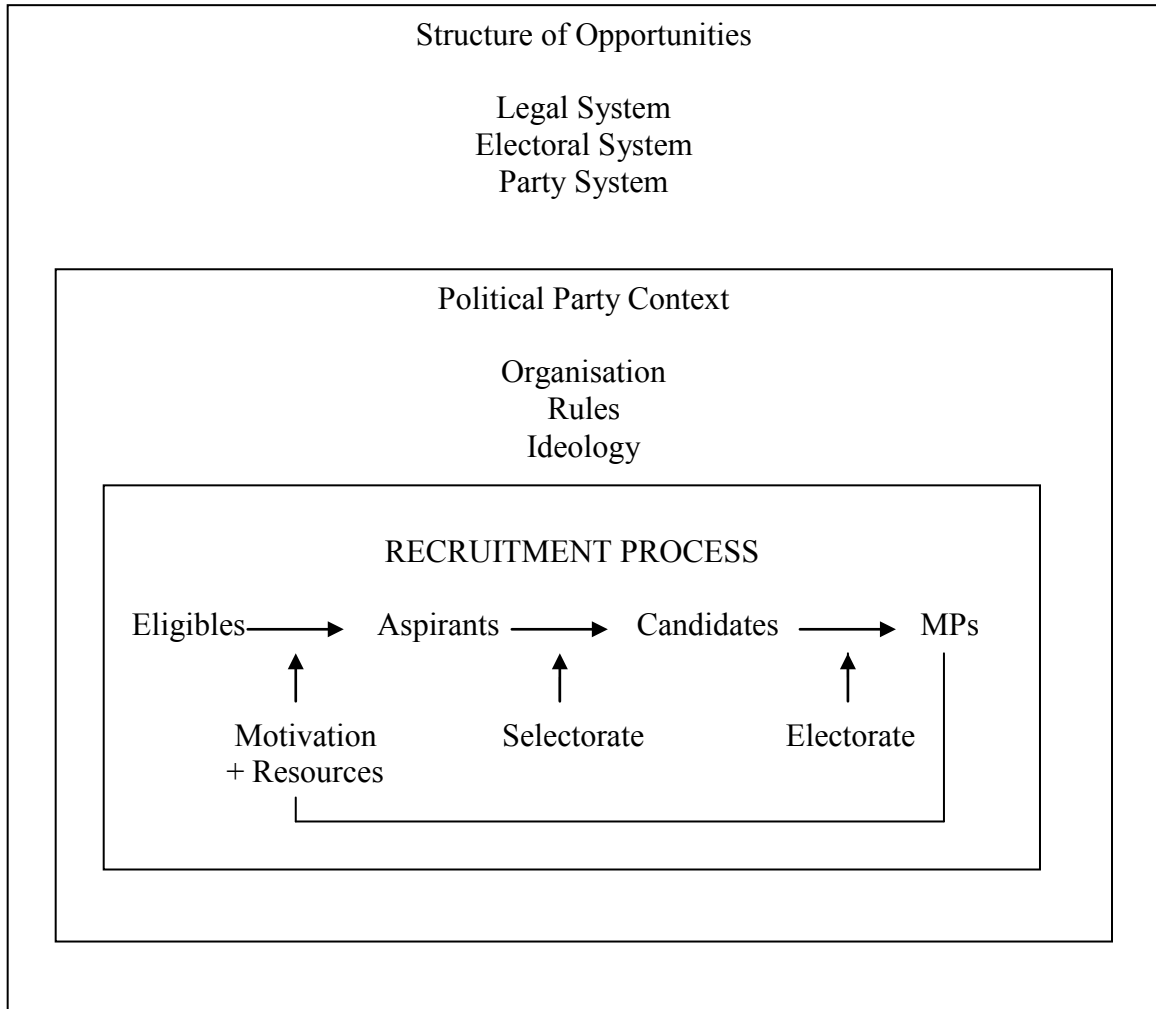 Structure of Opportunities
Legal System
Electoral System
Party System
Political Party Context
Organisation
Rules
Ideology
RECRUITMENT PROCESS
Eligibles Aspirants Candidates MPs
Motivation Selectorate Electorate
+ Resources